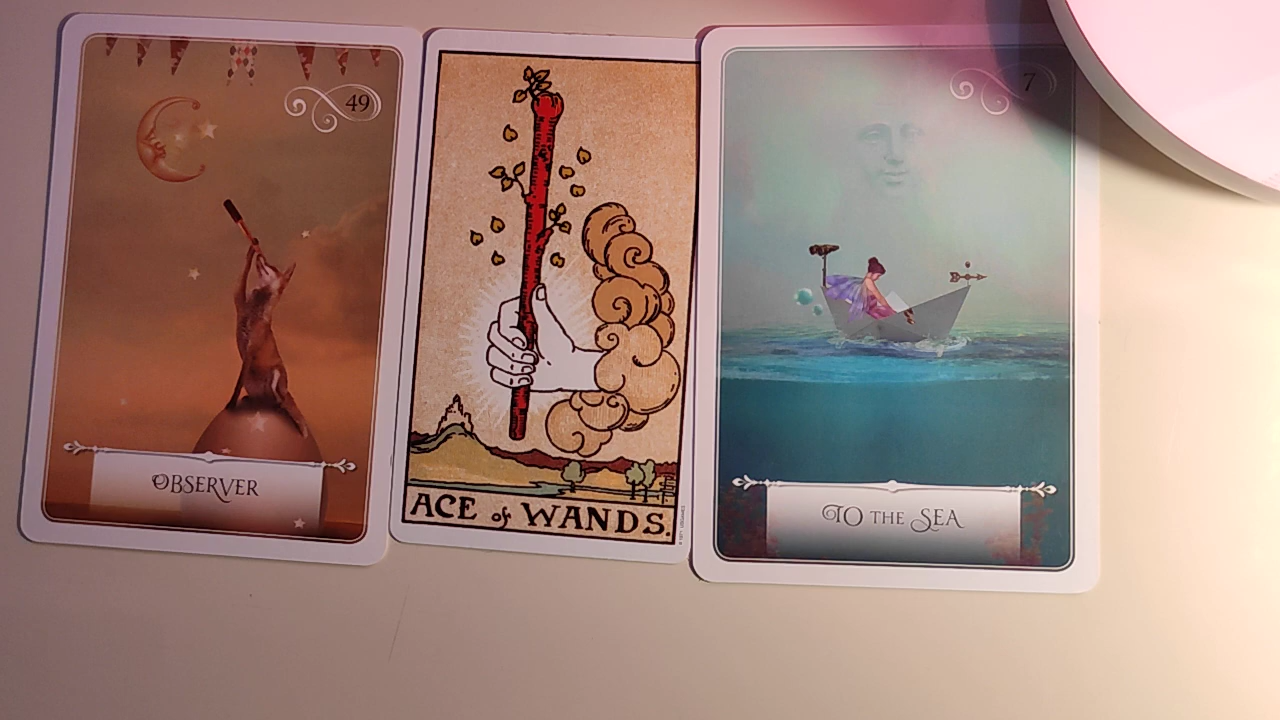 49
OBSERVER
ACE of WANDS.
7
TO THE SEA